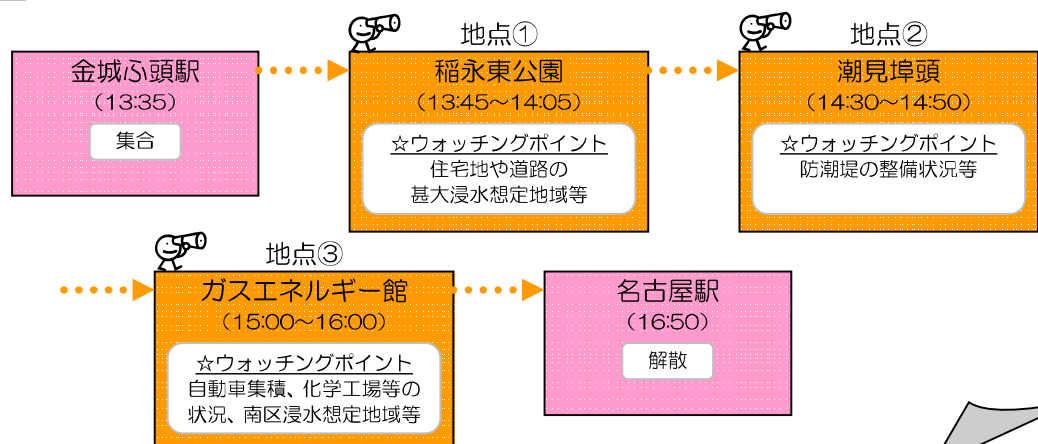 地点①
地点②
金城ふ頭駅
(13:35)
集合
稲永東公園
(13:45～14:05)
☆ウォッチングポイント
住宅地や道路の
甚大浸水想定地域等
潮見埠頭
(14:30～14:50)
☆ウォッチングポイント
防潮堤の整備状況等
地点③
ガスエネルギー館
(15:00～16:00)
☆ウォッチングポイント
自動車集積、化学工場等の
状況、南区浸水想定地域等
名古屋駅
(16:50)
解散